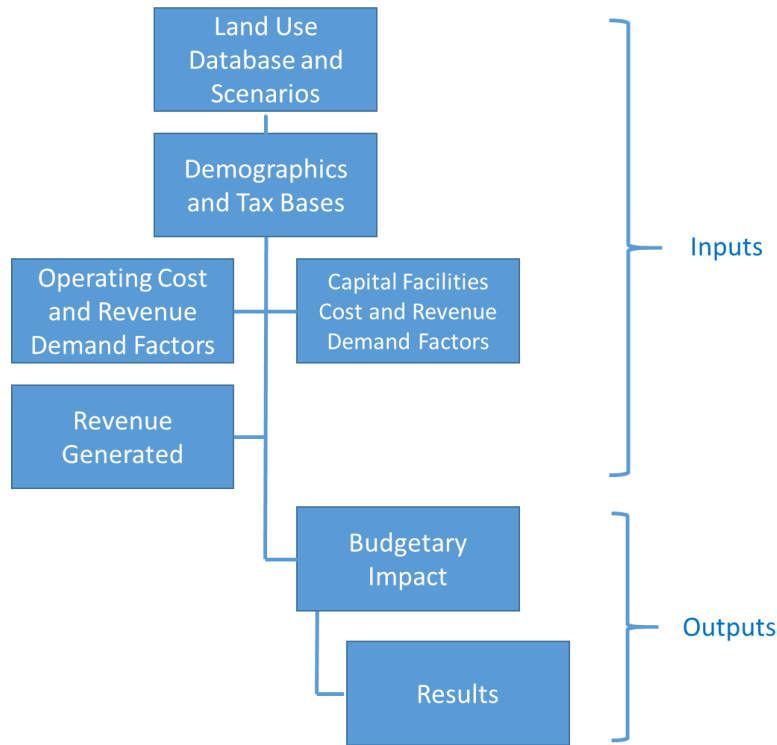 Land Use
Database and
Scenarios
Demographics
and Tax Bases
Operating Cost
and Revenue
Demand Factors
Capital Facilities
Cost and Revenue
Demand Factors
Revenue
Generated
Inputs
Budgetary
Impact
Results
Outputs